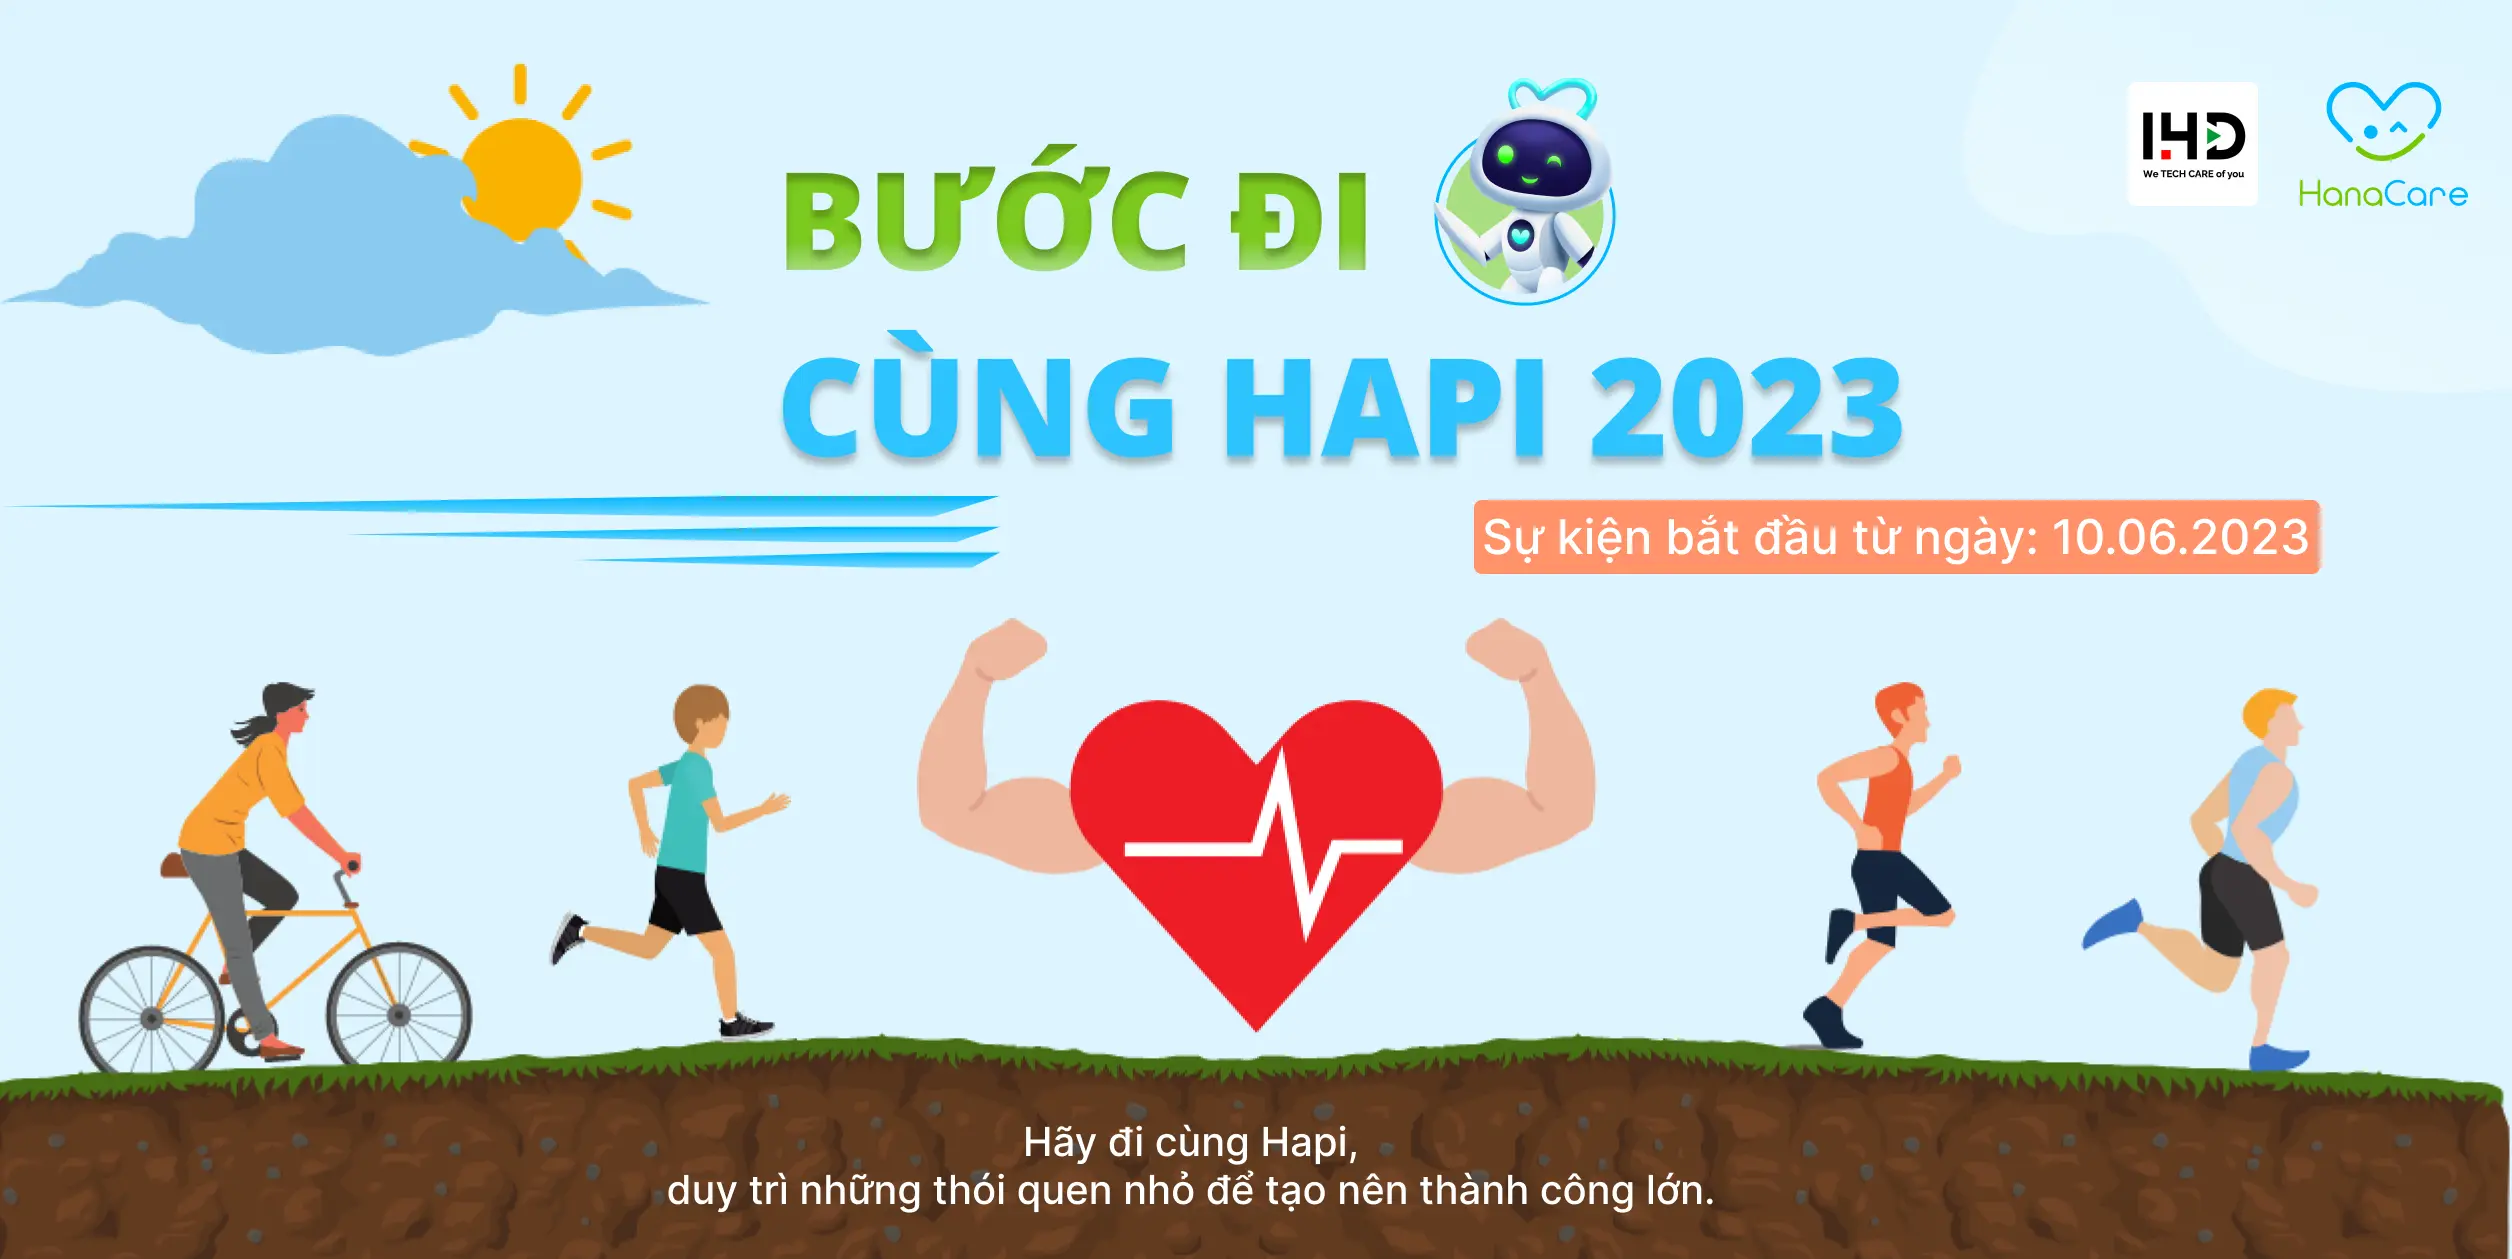 BƯỚC ĐI
CÙNG HAPI 2023
IHD
We TECH CARE of you
HanaCare
Sự kiện bắt đầu từ ngày: 10.06.2023
Hãy đi cùng Hapi,
duy trì những thói quen nhỏ để tạo nên thành công lớn.